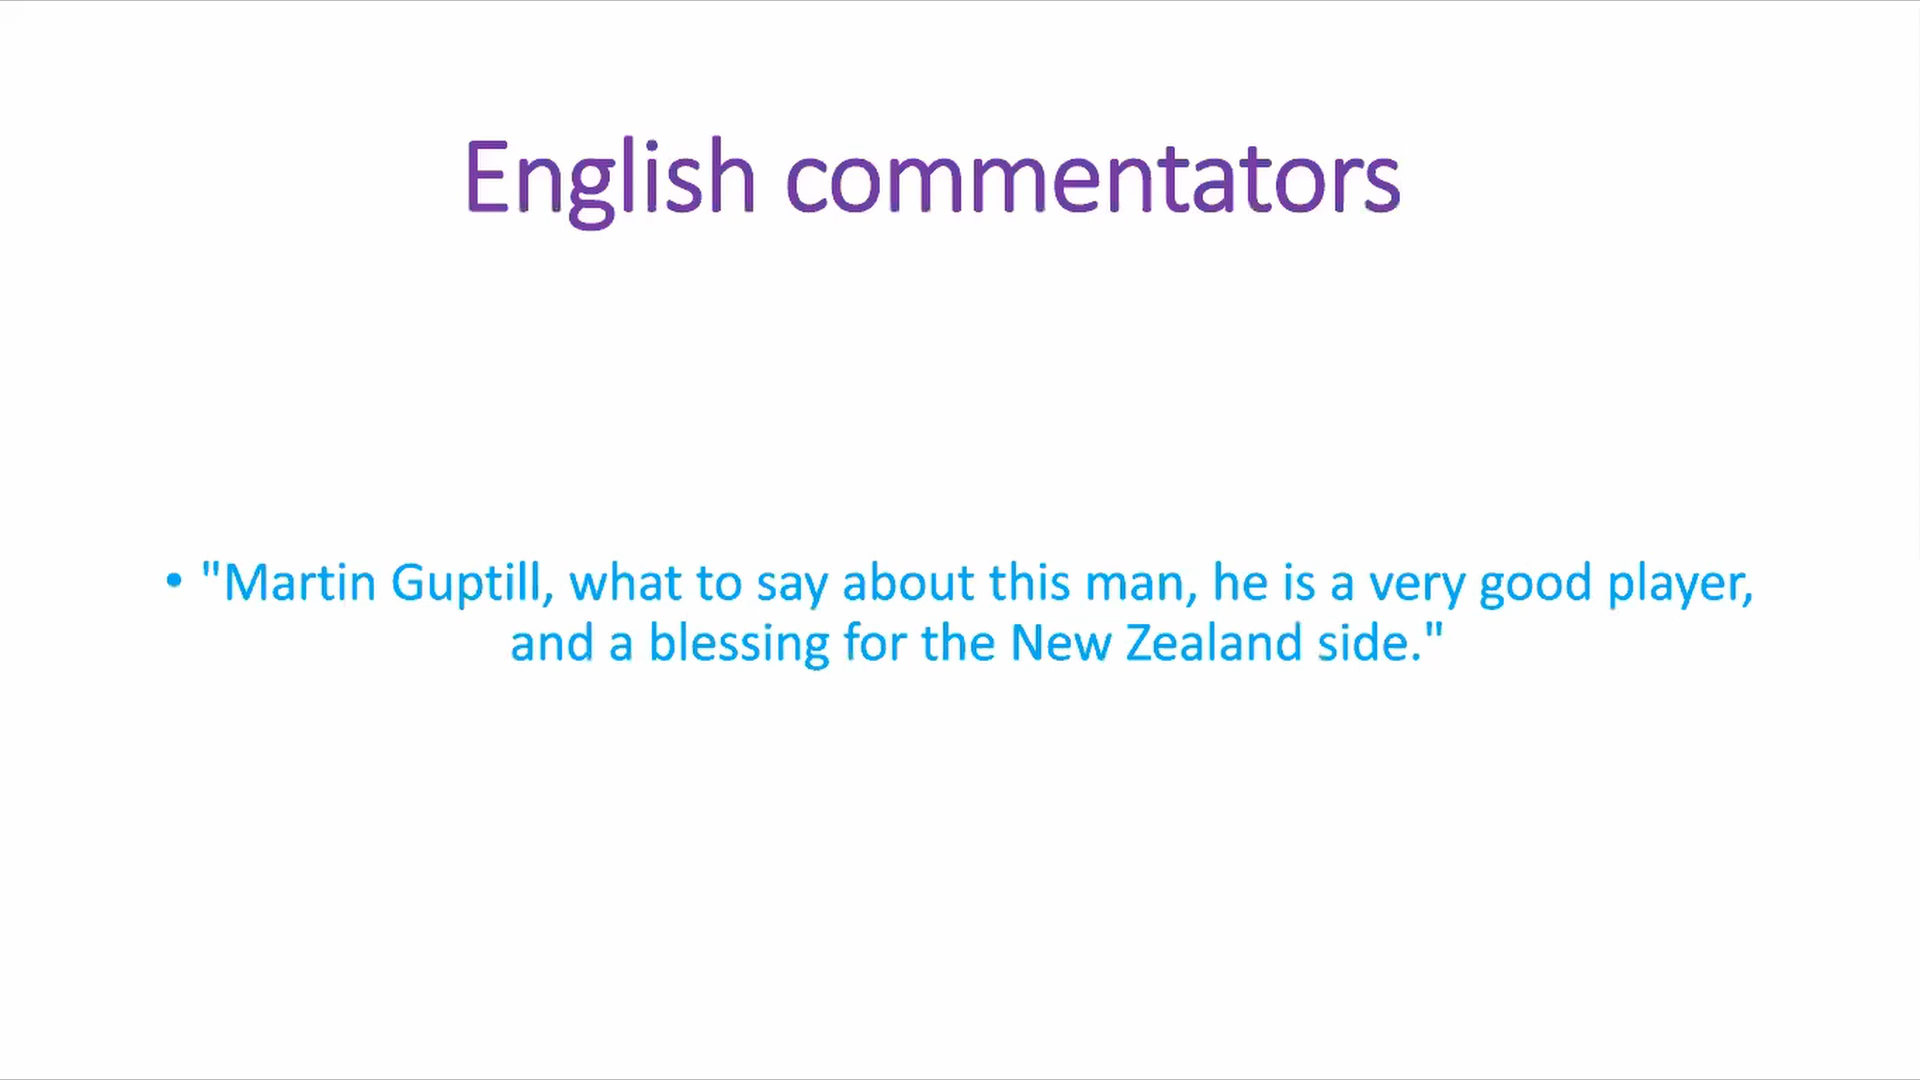 English commentators
• "Martin Guptill, what to say about this man, he is a very good player,
and a blessing for the New Zealand side."